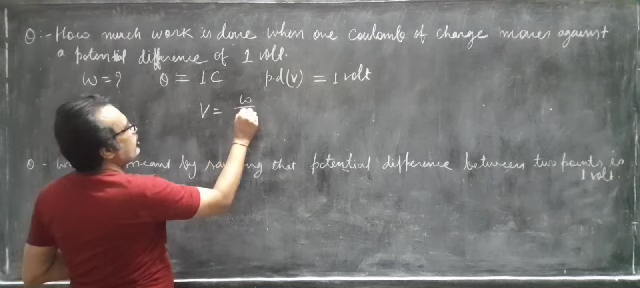 Q:- How much work is done when one Coulomb of charge moves against
a potential difference of 1 volt.
W = ? Q = 1C p.d(V) = 1 volt
V = W
Q - meant by saying that potential difference between two points is
1 volt.